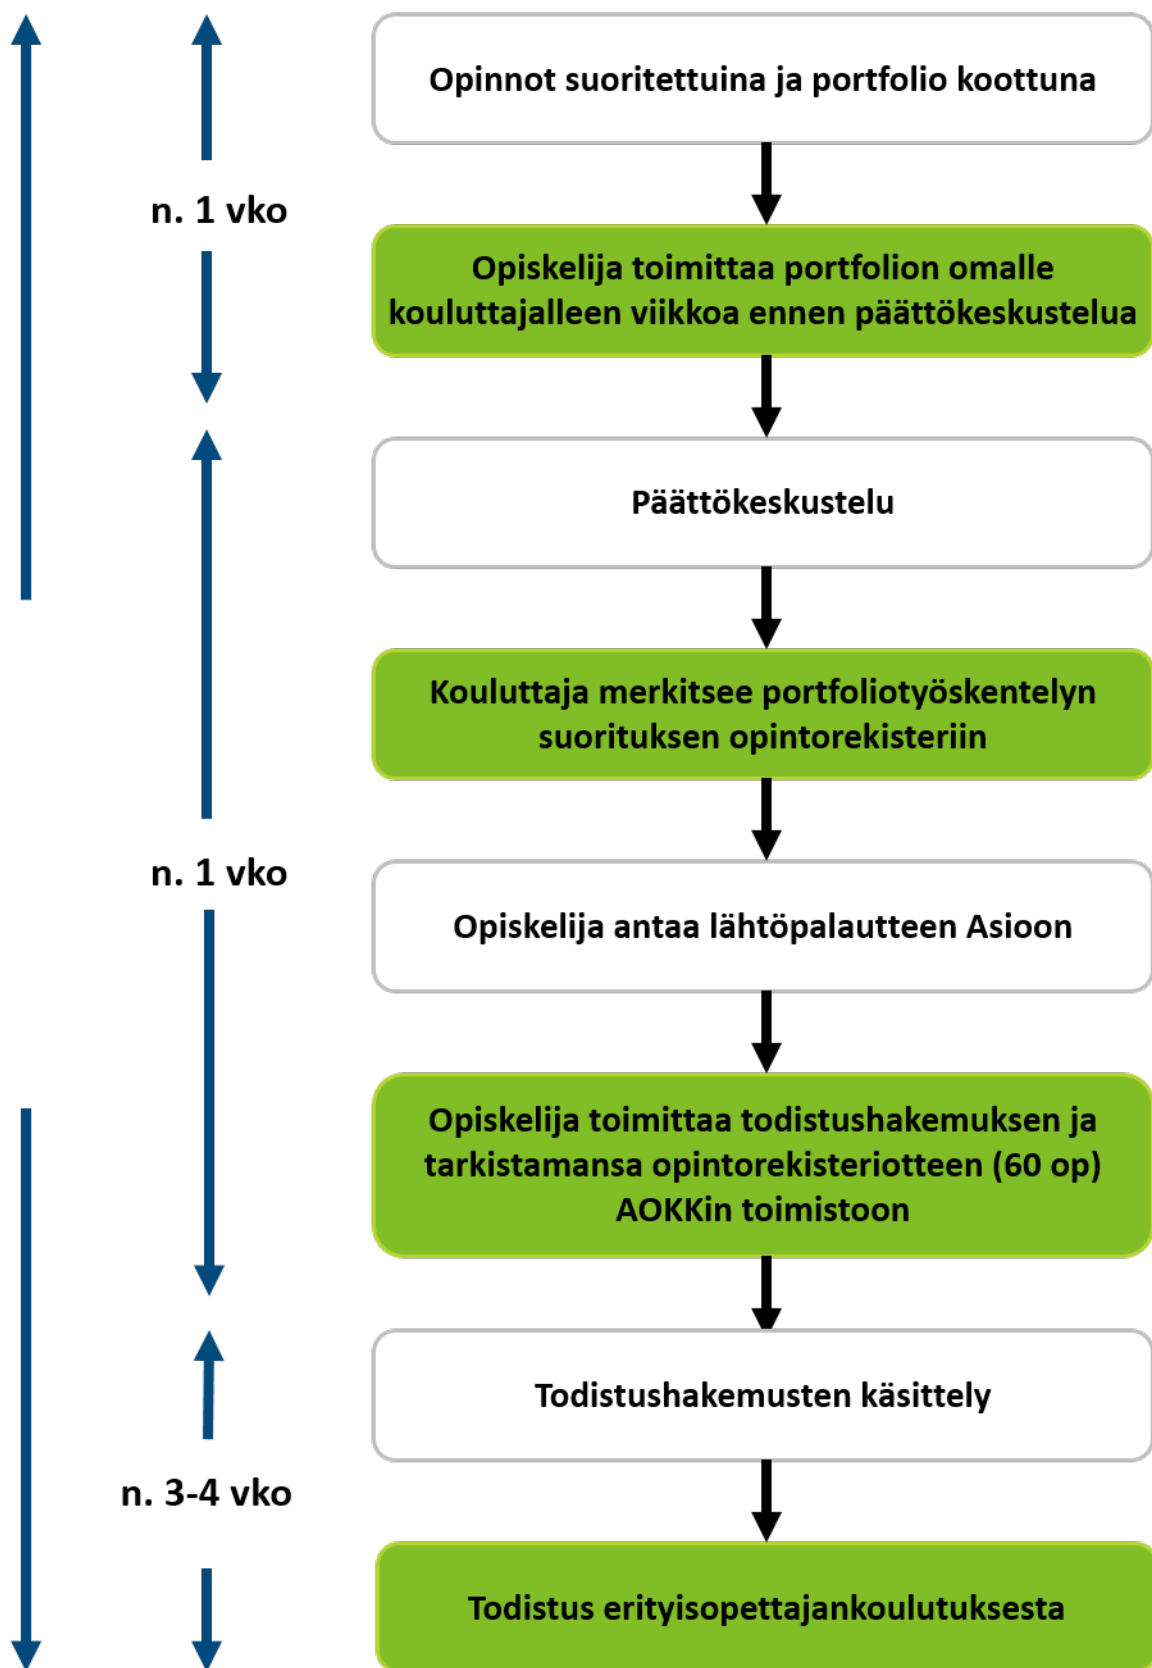 Opinnot suoritettuina ja portfolio koottuna
n. 1 vko
Opiskelija toimittaa portfolion omalle
kouluttajalleen viikkoa ennen päättökeskustelua
Päättökeskustelu
Kouluttaja merkitsee portfoliotyöskentelyn
suorituksen opintorekisteriin
n. 1 vko
Opiskelija antaa lähtöpalautteen Asioon
Opiskelija toimittaa todistushakemuksen ja
tarkistamansa opintorekisteriotteen (60 op)
AOKKin toimistoon
Todistushakemusten käsittely
n. 3-4 vko
Todistus erityisopettajankoulutuksesta